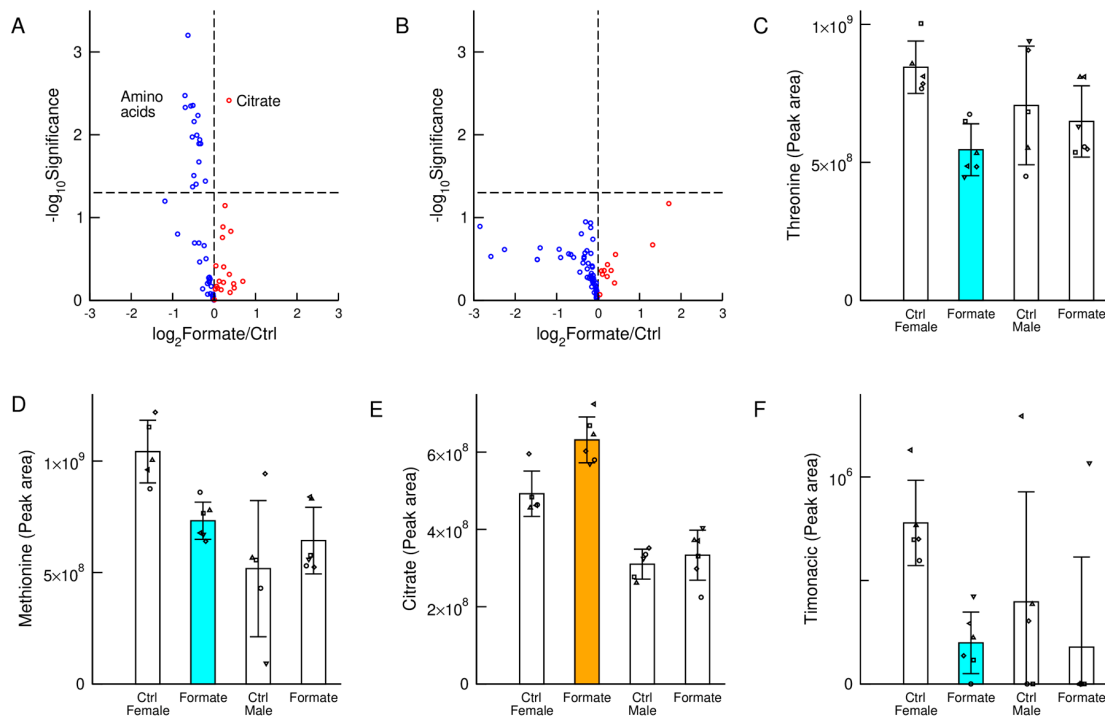 A
-log10Significance
3
2
1
0
Amino
acids
Citrate
-3 -2 -1 0 1 2 3
log2Formate/Ctrl
B
-log10Significance
3
2
1
0
-3 -2 -1 0 1 2 3
log2Formate/Ctrl
C
Threonine (Peak area)
1×10^9
5×10^8
0
Ctrl Formate Ctrl Formate
Female Male
D
Methionine (Peak area)
1×10^9
5×10^8
0
Ctrl Formate Ctrl Formate
Female Male
E
Citrate (Peak area)
6×10^8
4×10^8
2×10^8
0
Ctrl Formate Ctrl Formate
Female Male
F
Timonacic (Peak area)
10^6
0
Ctrl Formate Ctrl Formate
Female Male